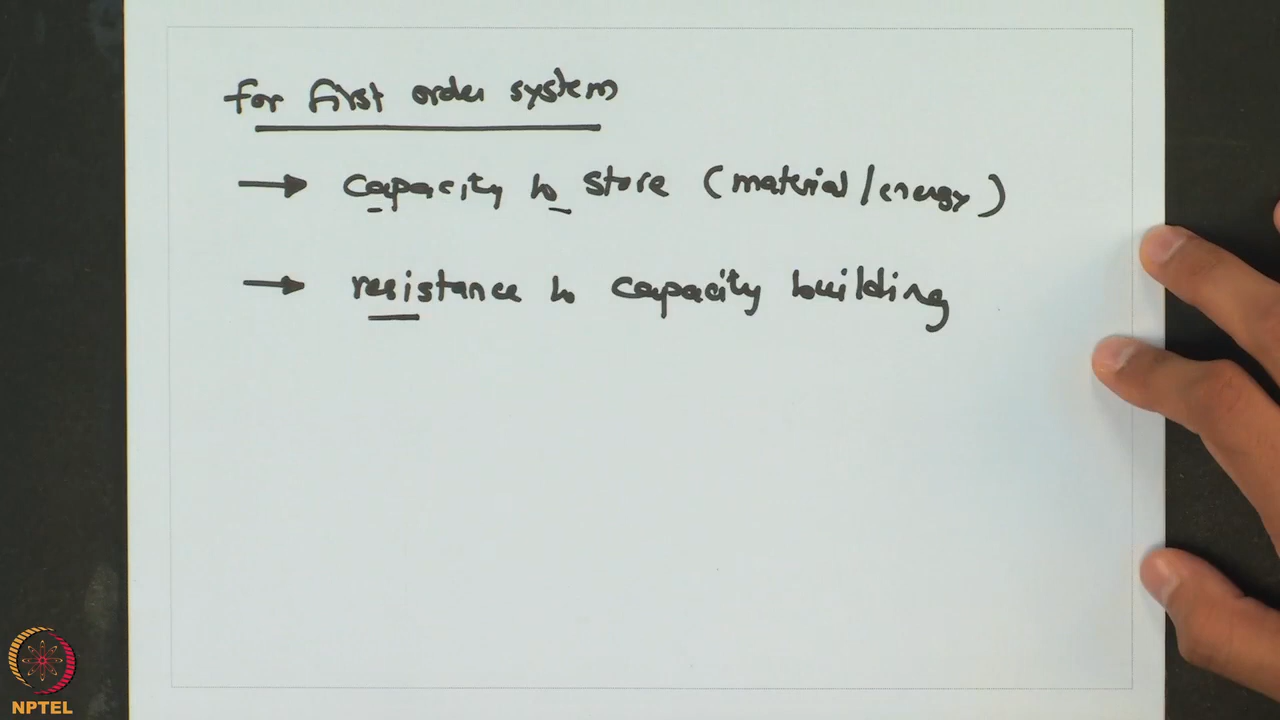 for first order system
→ capacity to store (material/energy)
→ resistance to capacity building
NPTEL